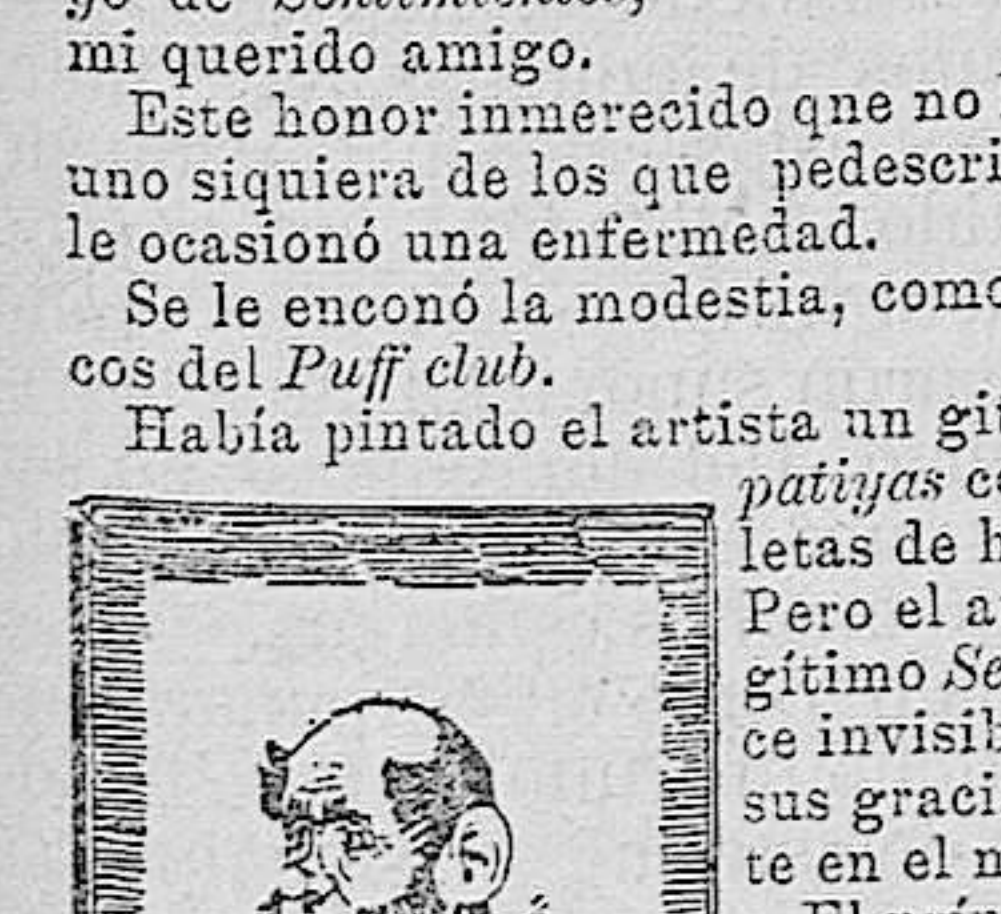 mi querido amigo.
Este honor inmerecido que no
uno siquiera de los que pedescri
le ocasionó una enfermedad.
Se le enconó la modestia, como
cos del Puff club.
Había pintado el artista un git
patiyas co
letas de h
Pero el a
gítimo Se
ce invisib
sus graci
te en el m